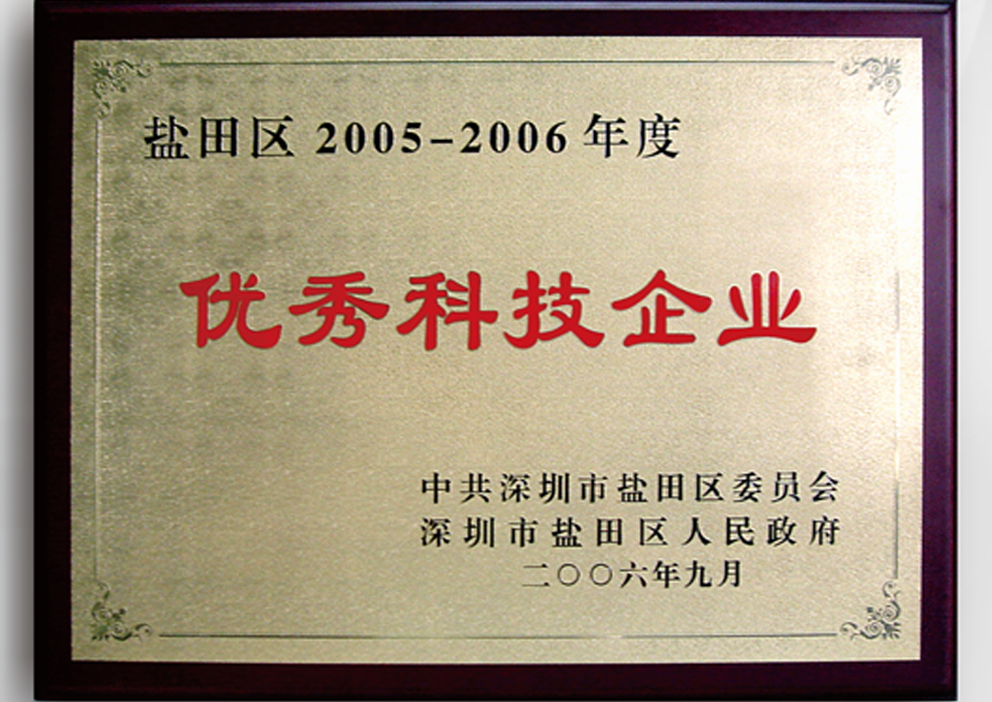 盐田区 2005-2006 年度
优秀科技企业
中共深圳市盐田区委员会
深圳市盐田区人民政府
二〇〇六年九月